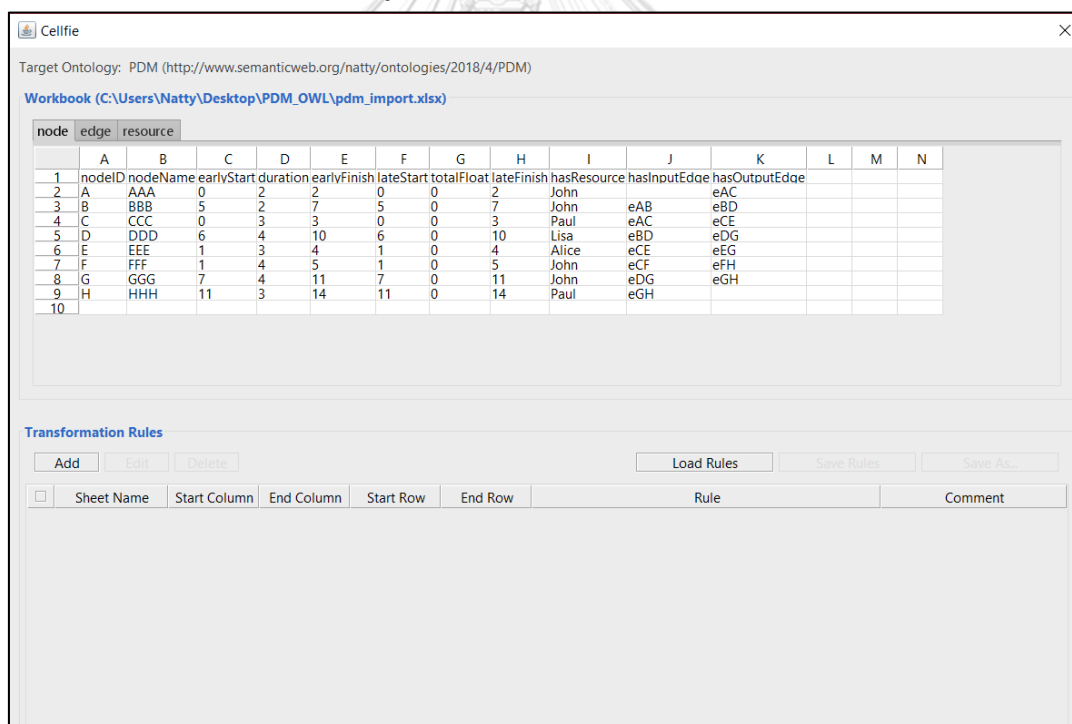 Cellfie
Target Ontology: PDM (http://www.semanticweb.org/natty/ontologies/2018/4/PDM)
Workbook (C:\Users\Natty\Desktop\PDM_OWL\pdm_import.xlsx)
node edge resource
A B C D E F G H I J K L M N
1 nodeID nodeName earlyStart duration earlyFinish lateStart totalFloat lateFinish hasResource hasInputEdge hasOutputEdge
2 A AAA 0 2 2 0 0 2 John eAC
3 B BBB 5 2 7 5 0 7 John eAB eBD
4 C CCC 0 3 3 0 0 3 Paul eAC eCE
5 D DDD 6 4 10 6 0 10 Lisa eBD eDG
6 E EEE 1 3 4 1 0 4 Alice eCE eEG
7 F FFF 1 4 5 1 0 5 John eCF eFH
8 G GGG 7 4 11 7 0 11 John eDG eGH
9 H HHH 11 3 14 11 0 14 Paul eGH
10
Transformation Rules
Add Edit Delete Load Rules Save Rules Save As...
Sheet Name Start Column End Column Start Row End Row Rule Comment